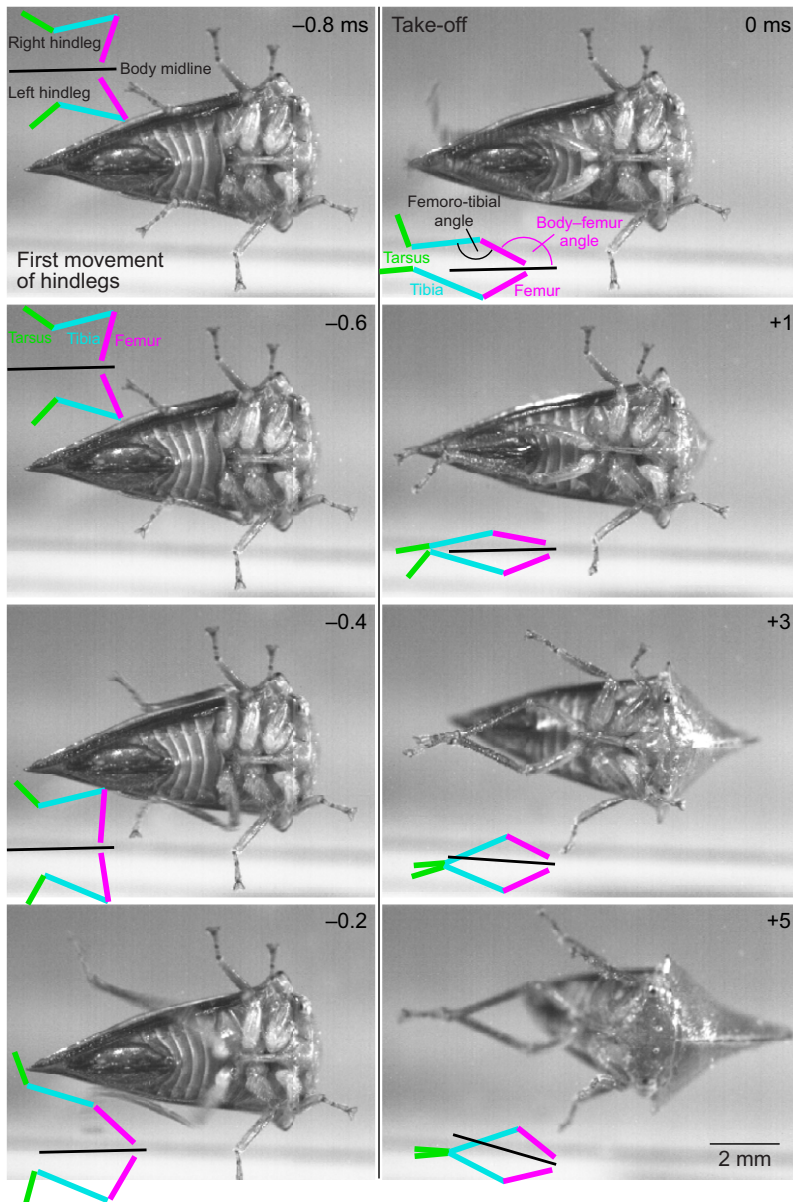 −0.8 ms
Right hindleg
Body midline
Left hindleg
First movement
of hindlegs
−0.6
Tarsus Tibia Femur
−0.4
−0.2
Take-off 0 ms
Femoro-tibial
angle
Body–femur
angle
Tarsus
Tibia Femur
+1
+3
+5
2 mm